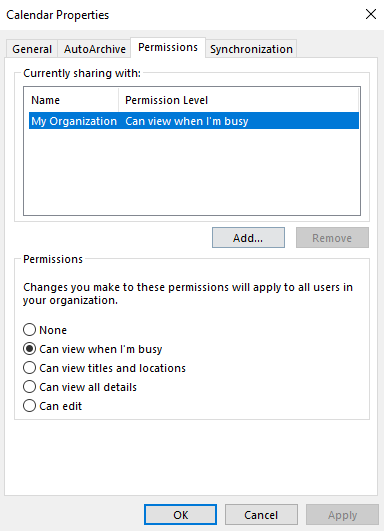 Calendar Properties
General AutoArchive Permissions Synchronization
Currently sharing with:
Name Permission Level
My Organization Can view when I'm busy
Add... Remove
Permissions
Changes you make to these permissions will apply to all users in
your organization.
None
Can view when I'm busy
Can view titles and locations
Can view all details
Can edit
OK Cancel Apply